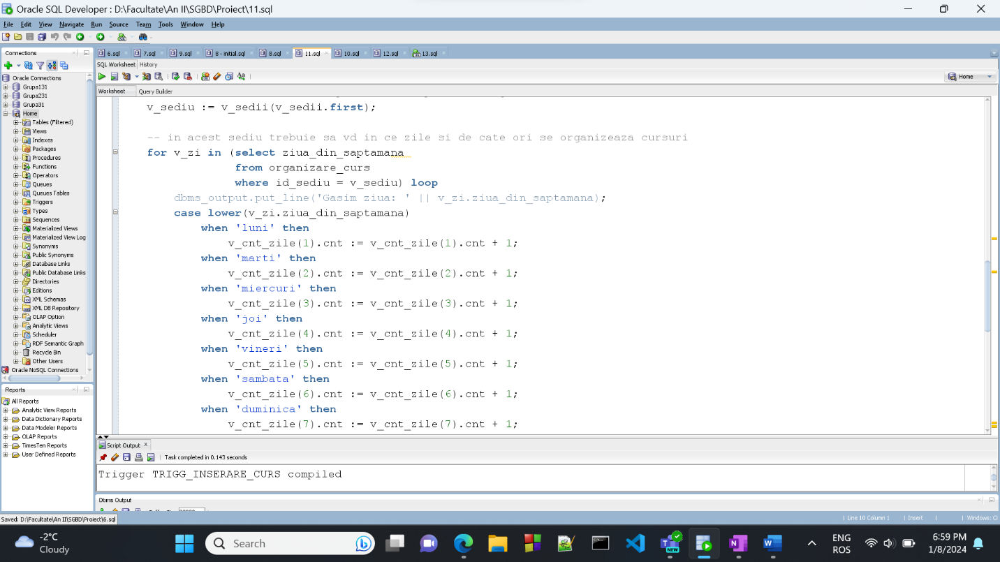 Oracle SQL Developer : D:\Facultate\An II\SGBD\Proiect\11.sql
File Edit View Navigate Run Source Team Tools Window Help
Connections
6.sql 7.sql 9.sql 8 - initial.sql 8.sql 11.sql 10.sql 12.sql 13.sql
SQL Worksheet History
Home
Worksheet Query Builder
Oracle Connections
Grupa131
Grupa231
Grupa31
Home
Tables (Filtered)
Views
Indexes
Packages
Procedures
Functions
Operators
Queues
Queues Tables
Triggers
Types
Sequences
Materialized Views
Materialized View Log
Synonyms
Public Synonyms
Database Links
Public Database Links
Directories
Editions
XML Schemas
XML DB Repository
OLAP Option
Analytic Views
Scheduler
RDF Semantic Graph
Recycle Bin
Other Users
Oracle NoSQL Connections
Reports
All Reports
Analytic View Reports
Data Dictionary Reports
Data Modeler Reports
OLAP Reports
TimesTen Reports
User Defined Reports
v_sediu := v_sedii(v_sedii.first);
-- in acest sediu trebuie sa vd in ce zile si de cate ori se organizeaza cursuri
for v_zi in (select ziua_din_saptamana
from organizare_curs
where id_sediu = v_sediu) loop
dbms_output.put_line('Gasim ziua: ' || v_zi.ziua_din_saptamana);
case lower(v_zi.ziua_din_saptamana)
when 'luni' then
v_cnt_zile(1).cnt := v_cnt_zile(1).cnt + 1;
when 'marti' then
v_cnt_zile(2).cnt := v_cnt_zile(2).cnt + 1;
when 'miercuri' then
v_cnt_zile(3).cnt := v_cnt_zile(3).cnt + 1;
when 'joi' then
v_cnt_zile(4).cnt := v_cnt_zile(4).cnt + 1;
when 'vineri' then
v_cnt_zile(5).cnt := v_cnt_zile(5).cnt + 1;
when 'sambata' then
v_cnt_zile(6).cnt := v_cnt_zile(6).cnt + 1;
when 'duminica' then
v_cnt_zile(7).cnt := v_cnt_zile(7).cnt + 1;
Script Output
Task completed in 0.143 seconds
Trigger TRIGG_INSERARE_CURS compiled
Dbms Output
Saved: D:\Facultate\An II\SGBD\Proiect\6.sql
Line 10 Column 1 Insert Windows: Cl
-2°C
Cloudy
Search
NEW
ENG
ROS
6:59 PM
1/8/2024